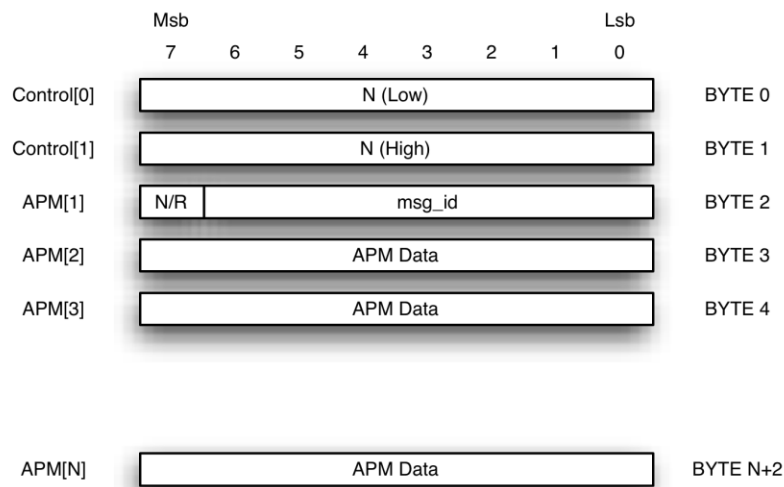 Msb Lsb
7 6 5 4 3 2 1 0
Control[0] N (Low) BYTE 0
Control[1] N (High) BYTE 1
APM[1] N/R msg_id BYTE 2
APM[2] APM Data BYTE 3
APM[3] APM Data BYTE 4
APM[N] APM Data BYTE N+2